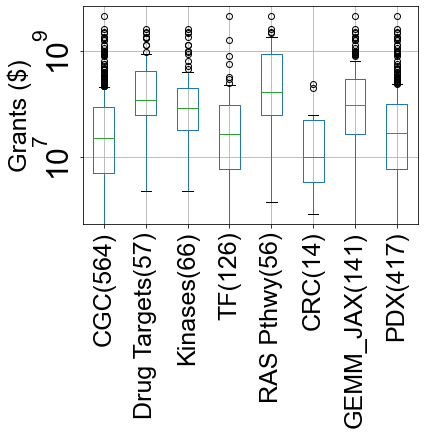 Grants ($)
10^9
10^7
CGC(564)
Drug Targets(57)
Kinases(66)
TF(126)
RAS Pthwy(56)
CRC(14)
GEMM_JAX(141)
PDX(417)